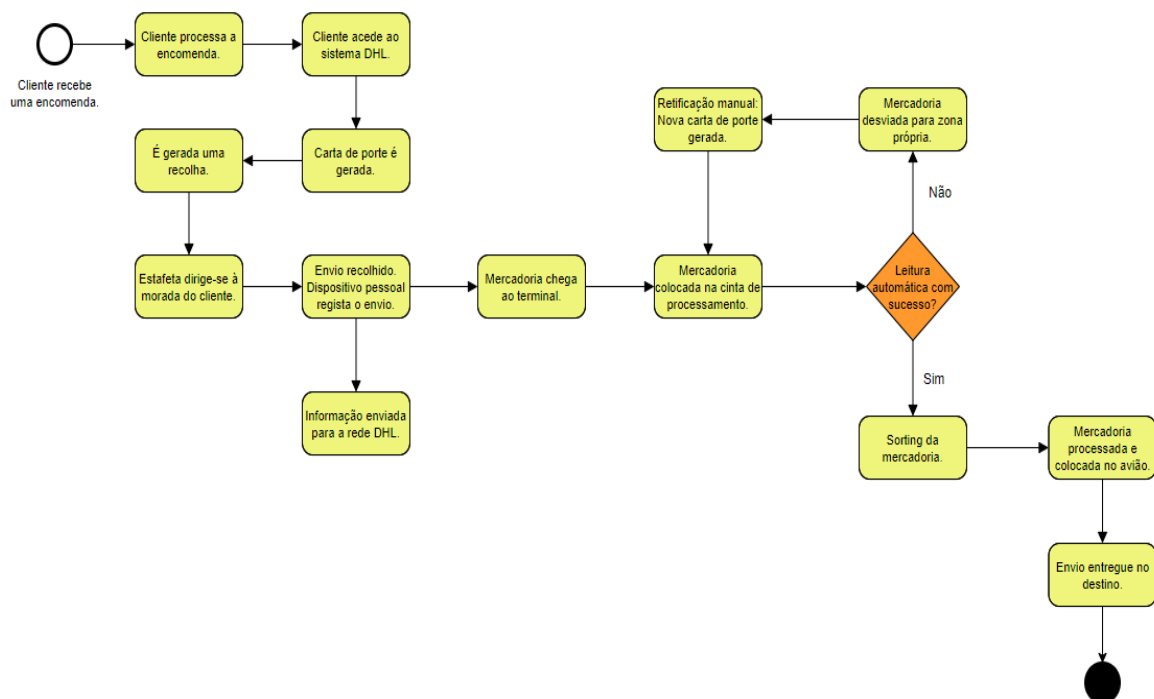 Cliente recebe
uma encomenda.
Cliente processa a
encomenda.
Cliente acede ao
sistema DHL.
Carta de porte é
gerada.
É gerada uma
recolha.
Estafeta dirige-se à
morada do cliente.
Envio recolhido.
Dispositivo pessoal
regista o envio.
Informação enviada
para a rede DHL.
Mercadoria chega
ao terminal.
Mercadoria
colocada na cinta de
processamento.
Leitura
automática com
sucesso?
Não
Mercadoria
desviada para zona
própria.
Retificação manual:
Nova carta de porte
gerada.
Sim
Sorting da
mercadoria.
Mercadoria
processada e
colocada no avião.
Envio entregue no
destino.